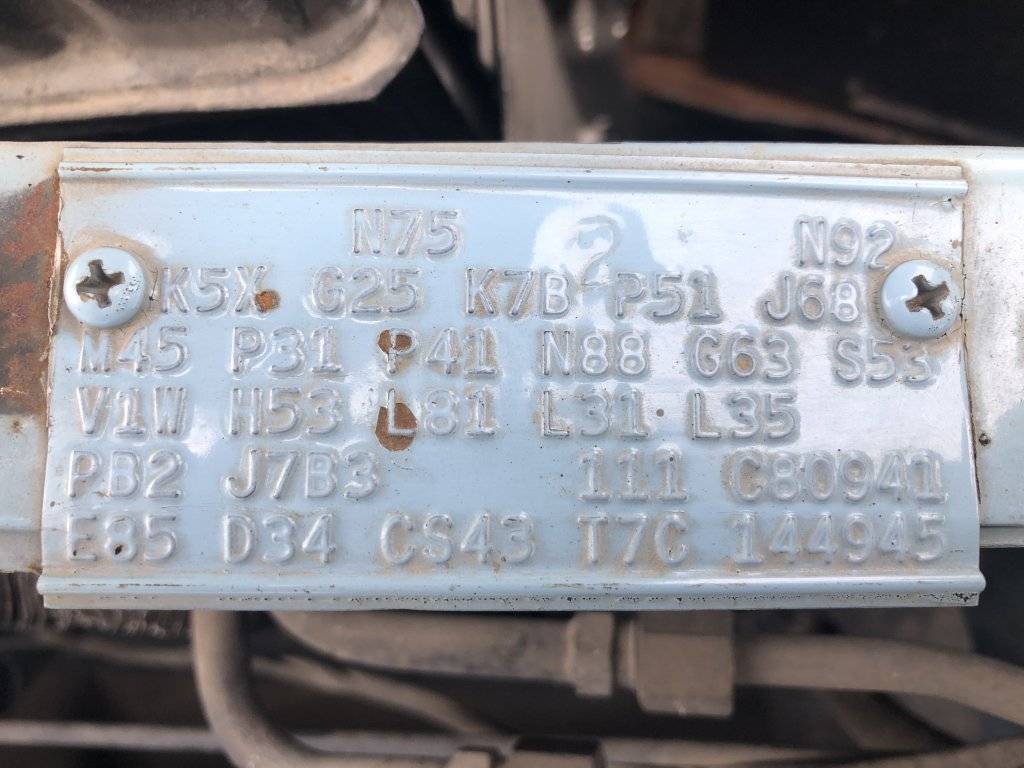 N75 2 N92
K5X G25 K7B P51 J68
M45 P31 P41 N88 G63 S53
V1W H53 L81 L31 L35
PB2 J7B3 111 C80941
E85 D34 CS43 T7C 144945